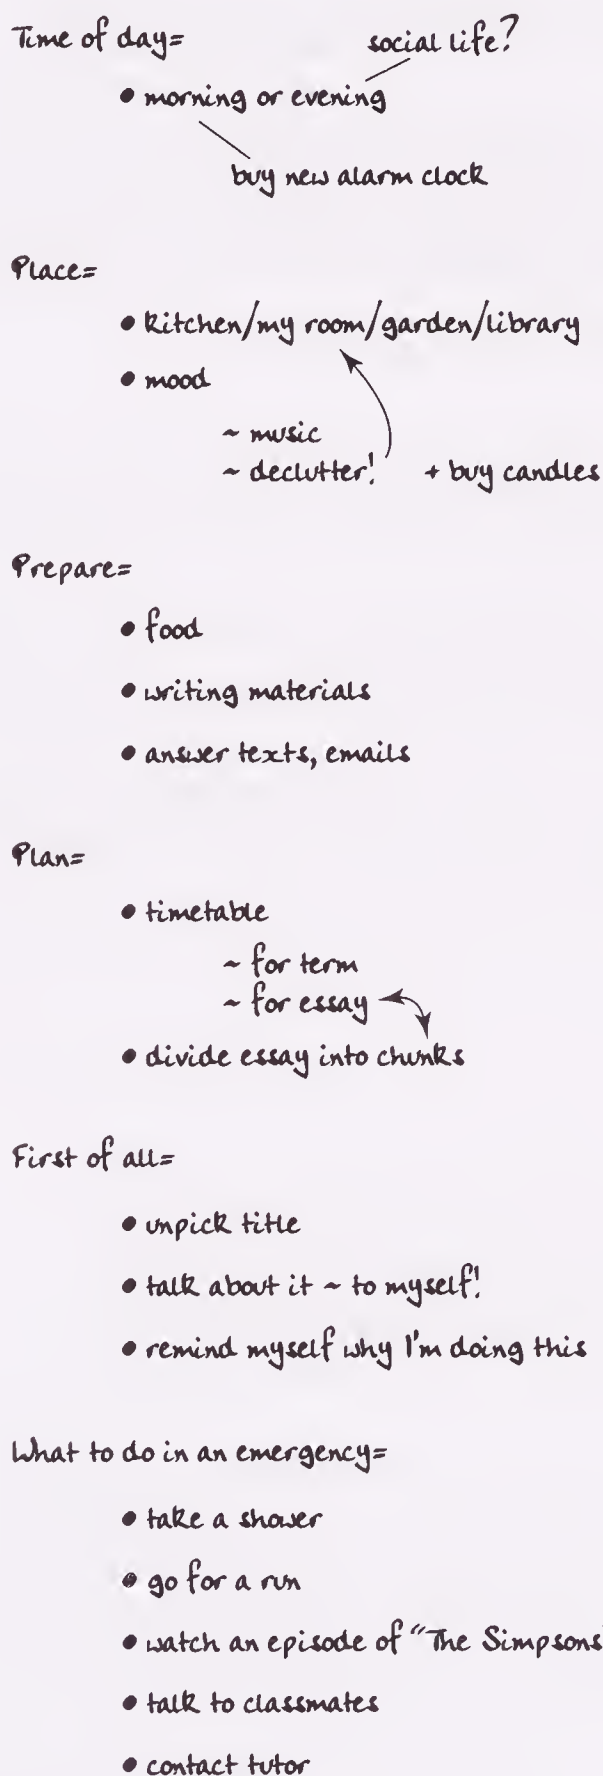 Time of day= social life?
• morning or evening
buy new alarm clock
Place=
• kitchen/my room/garden/library
• mood
~ music
~ declutter! + buy candles
Prepare=
• food
• writing materials
• answer texts, emails
Plan=
• timetable
~ for term
~ for essay
• divide essay into chunks
First of all=
• unpick title
• talk about it ~ to myself!
• remind myself why I'm doing this
What to do in an emergency=
• take a shower
• go for a run
• watch an episode of "The Simpsons"
• talk to classmates
• contact tutor